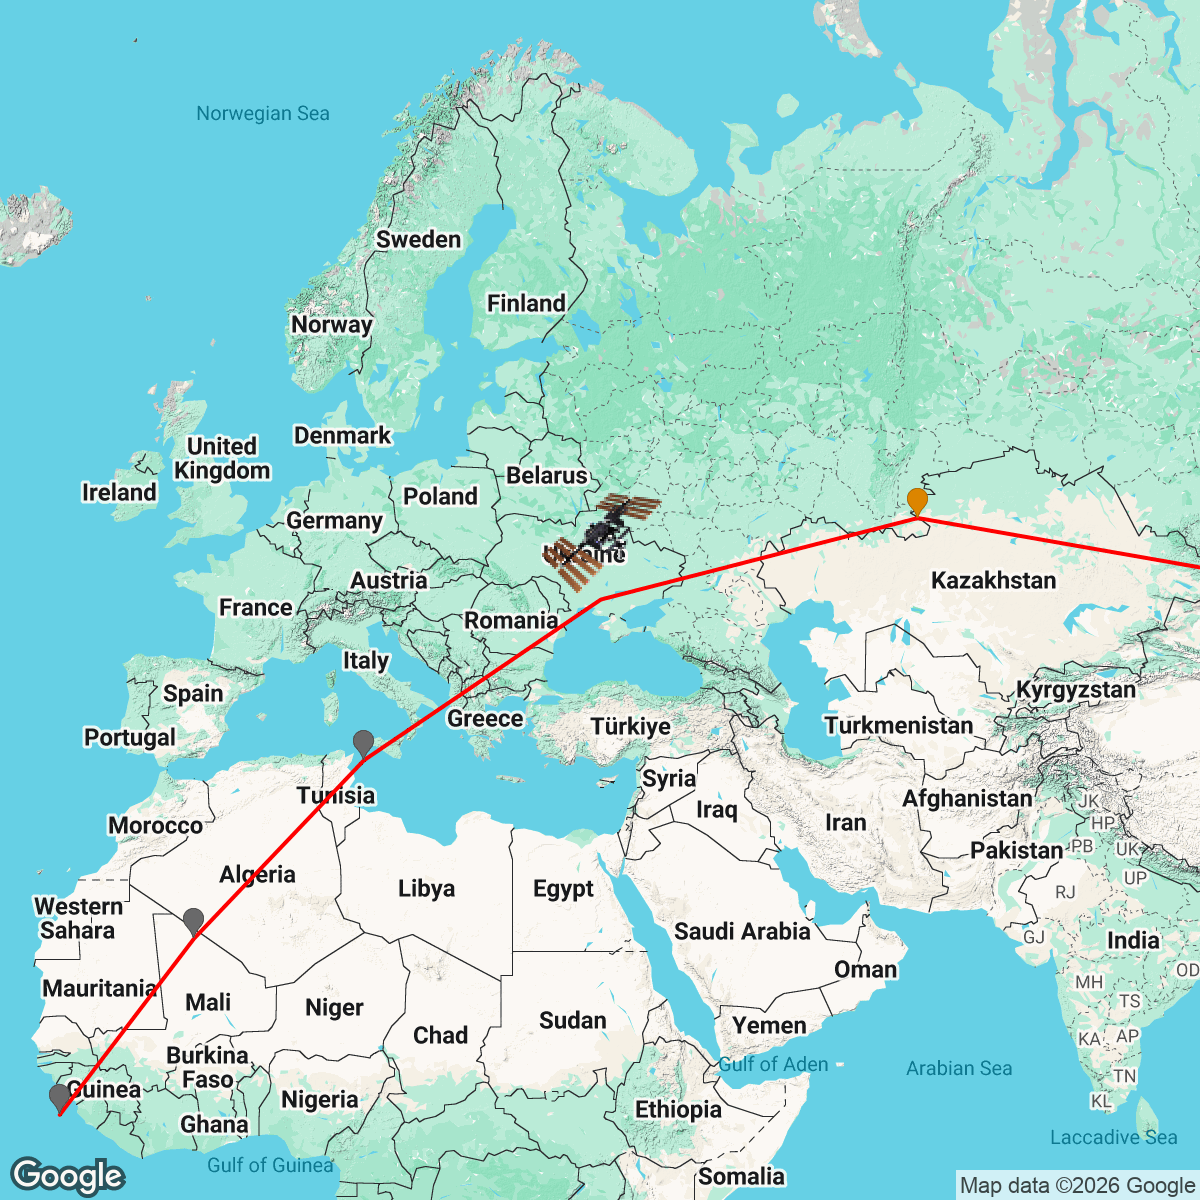 Norwegian Sea
Sweden
Finland
Norway
Denmark
United
Kingdom
Ireland
Belarus
Poland
Germany
Austria
France
Kazakhstan
Romania
Italy
Spain
Kyrgyzstan
Greece
Türkiye
Turkmenistan
Portugal
Syria
Tunisia
Afghanistan
JK
Iraq
Iran
Morocco
HP
Pakistan
PB
UK
Algeria
Libya
Egypt
UP
RJ
Western
Sahara
Saudi Arabia
GJ
India
Oman
OD
Mauritania
Mali
Niger
MH
TS
Sudan
Yemen
Chad
KA
AP
Burkina
Faso
Gulf of Aden
Arabian Sea
TN
Guinea
Nigeria
KL
Ethiopia
Ghana
Laccadive Sea
Gulf of Guinea
Somalia
Google
Map data ©2026 Google